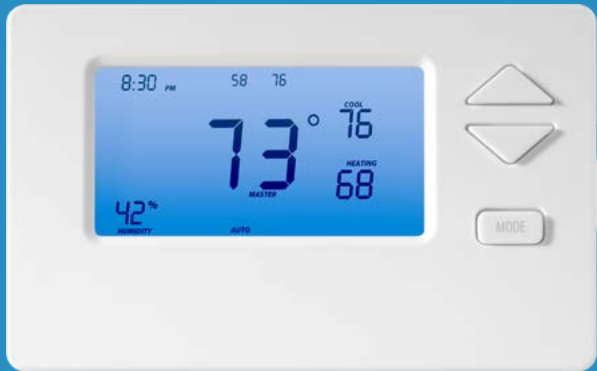 8:30 PM 58 76
COOL
73° 76
HEATING
68
MASTER
42%
HUMIDITY AUTO
MODE